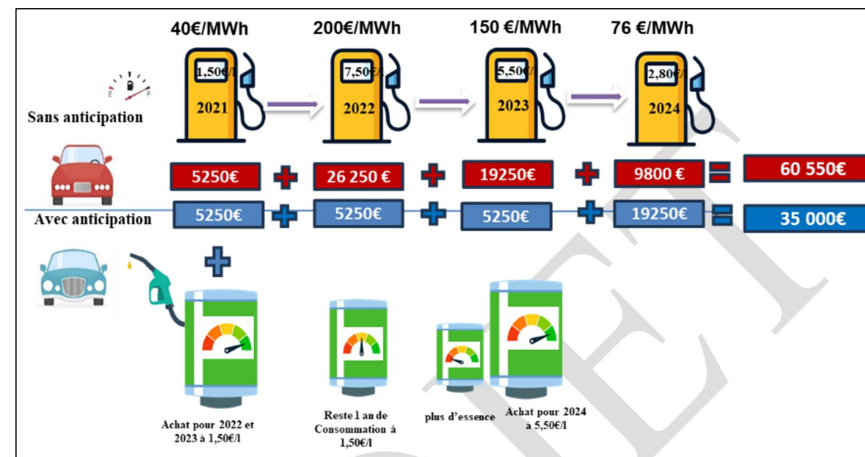 40€/MWh 200€/MWh 150 €/MWh 76 €/MWh
1,50€/l 7,50€/ 5,50€/ 2,80€/
Sans anticipation 2021 2022 2023 2024
5250€ + 26 250 € + 19250€ + 9800 € = 60 550€
Avec anticipation 5250€ + 5250€ + 5250€ + 19250€ = 35 000€
+
Achat pour 2022 et
2023 à 1,50€/l
Reste 1 an de
Consommation à
1,50€/l
plus d'essence
Achat pour 2024
à 5,50€/l